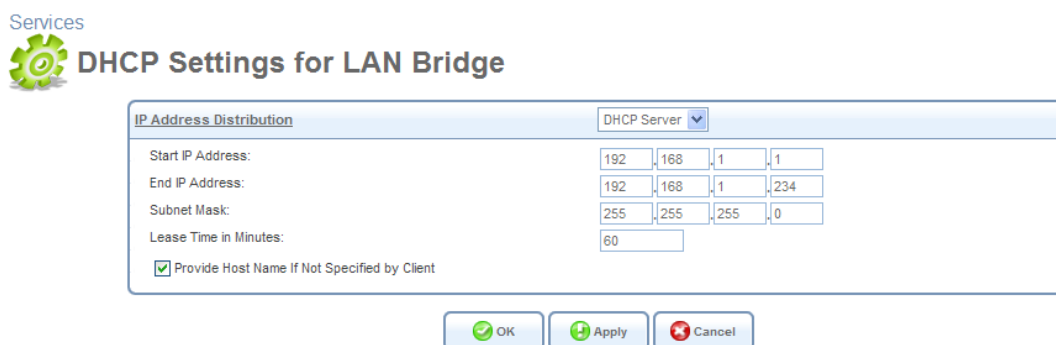 Services
DHCP Settings for LAN Bridge
IP Address Distribution DHCP Server
Start IP Address: 192 . 168 . 1 . 1
End IP Address: 192 . 168 . 1 . 234
Subnet Mask: 255 . 255 . 255 . 0
Lease Time in Minutes: 60
Provide Host Name If Not Specified by Client
OK Apply Cancel